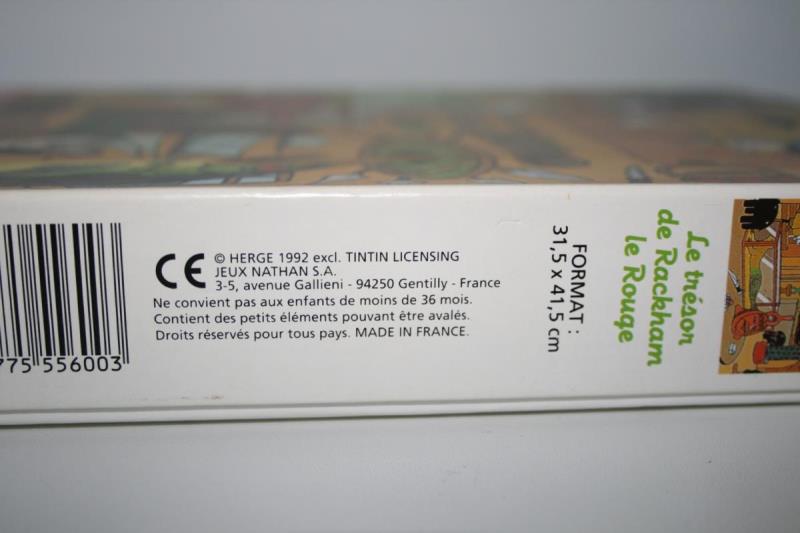 775 556003
CE
© HERGE 1992 excl. TINTIN LICENSING
JEUX NATHAN S.A.
3-5, avenue Gallieni - 94250 Gentilly - France
Ne convient pas aux enfants de moins de 36 mois.
Contient des petits éléments pouvant être avalés.
Droits réservés pour tous pays. MADE IN FRANCE.
FORMAT :
31,5 x 41,5 cm
Le trésor
de Rackham
le Rouge